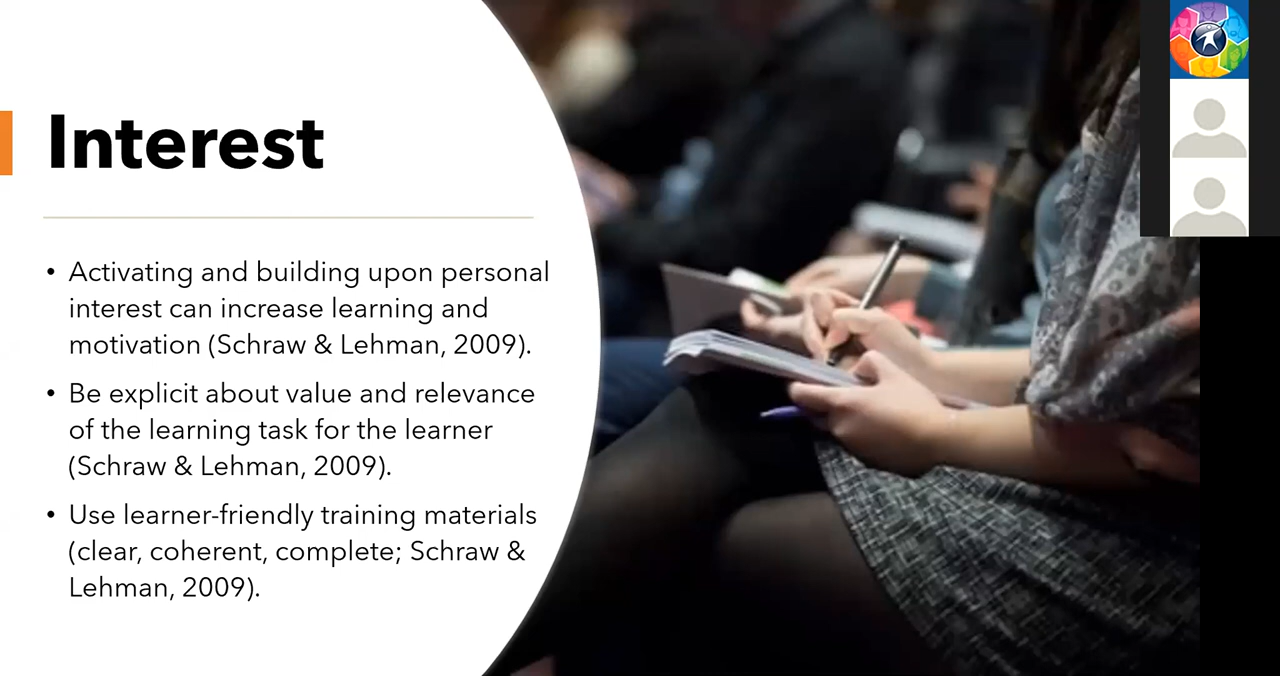 Interest
• Activating and building upon personal
interest can increase learning and
motivation (Schraw & Lehman, 2009).
• Be explicit about value and relevance
of the learning task for the learner
(Schraw & Lehman, 2009).
• Use learner-friendly training materials
(clear, coherent, complete; Schraw &
Lehman, 2009).